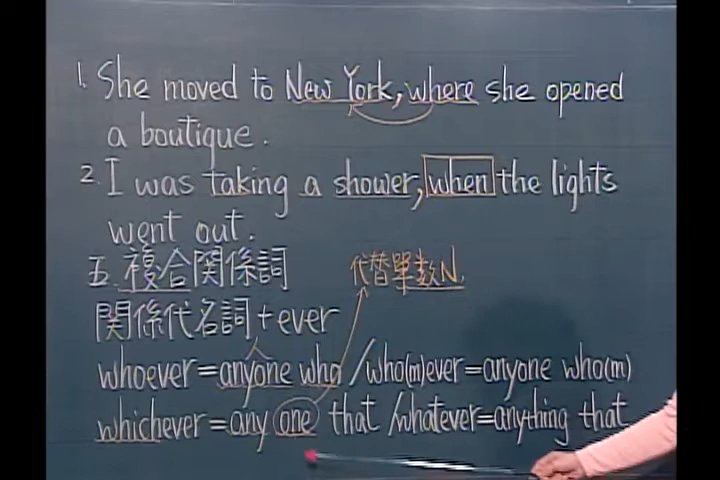 1. She moved to New York, where she opened
a boutique.
2. I was taking a shower, when the lights
went out.
五. 複合関係詞
代替單数N.
関係代名詞+ever
whoever=anyone who/who(m)ever=anyone who(m)
whichever=any one that/whatever=anything that